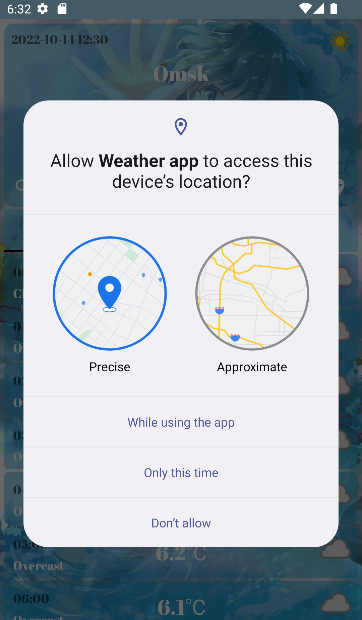 6:32
2022-10-14 12:30
Omsk
Allow Weather app to access this
device's location?
Precise
Approximate
While using the app
Only this time
Don't allow
05:00
6.2°C
Overcast
06:00
6.1°C
Overcast